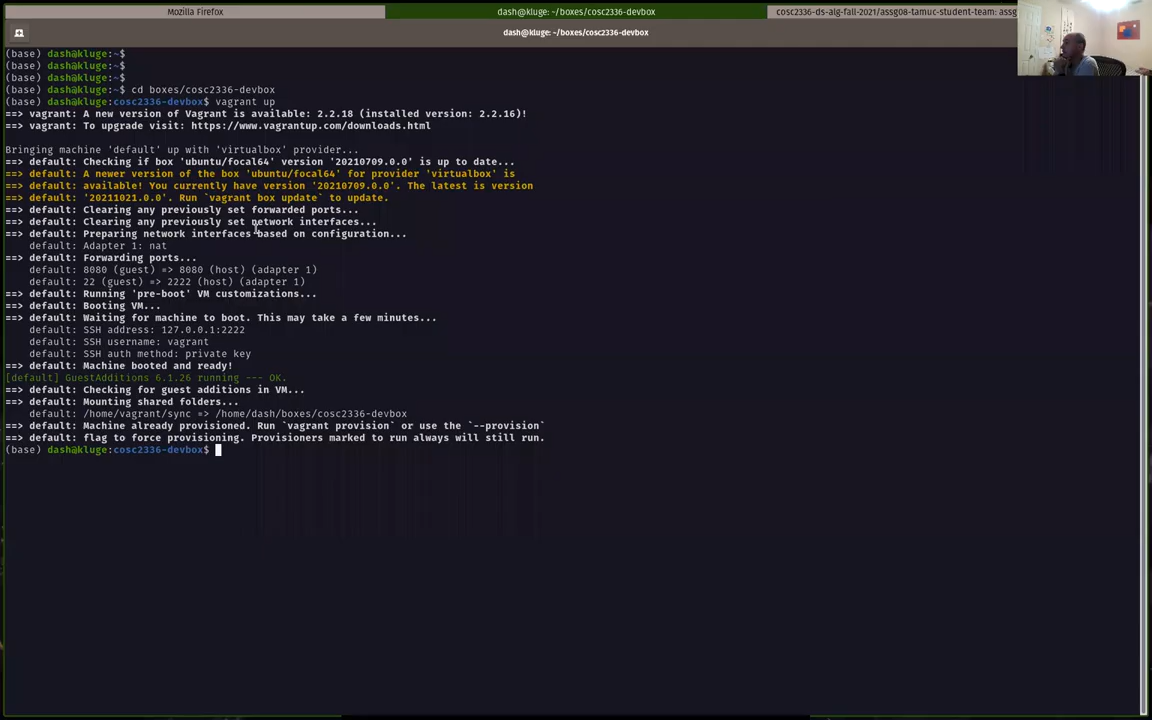 Mozilla Firefox
dash@kluge: ~/boxes/cosc2336-devbox
cosc2336-ds-alg-fall-2021/assg08-tamuc-student-team: assg
dash@kluge: ~/boxes/cosc2336-devbox
(base) dash@kluge:~$
(base) dash@kluge:~$
(base) dash@kluge:~$
(base) dash@kluge:~$ cd boxes/cosc2336-devbox
(base) dash@kluge:cosc2336-devbox$ vagrant up
==> vagrant: A new version of Vagrant is available: 2.2.18 (installed version: 2.2.16)!
==> vagrant: To upgrade visit: https://www.vagrantup.com/downloads.html
Bringing machine 'default' up with 'virtualbox' provider...
==> default: Checking if box 'ubuntu/focal64' version '20210709.0.0' is up to date...
==> default: A newer version of the box 'ubuntu/focal64' for provider 'virtualbox' is
==> default: available! You currently have version '20210709.0.0'. The latest is version
==> default: '20211021.0.0'. Run `vagrant box update` to update.
==> default: Clearing any previously set forwarded ports...
==> default: Clearing any previously set network interfaces...
==> default: Preparing network interfaces based on configuration...
default: Adapter 1: nat
==> default: Forwarding ports...
default: 8080 (guest) => 8080 (host) (adapter 1)
default: 22 (guest) => 2222 (host) (adapter 1)
==> default: Running 'pre-boot' VM customizations...
==> default: Booting VM...
==> default: Waiting for machine to boot. This may take a few minutes...
default: SSH address: 127.0.0.1:2222
default: SSH username: vagrant
default: SSH auth method: private key
==> default: Machine booted and ready!
[default] GuestAdditions 6.1.26 running --- OK.
==> default: Checking for guest additions in VM...
==> default: Mounting shared folders...
default: /home/vagrant/sync => /home/dash/boxes/cosc2336-devbox
==> default: Machine already provisioned. Run `vagrant provision` or use the `--provision`
==> default: flag to force provisioning. Provisioners marked to run always will still run.
(base) dash@kluge:cosc2336-devbox$